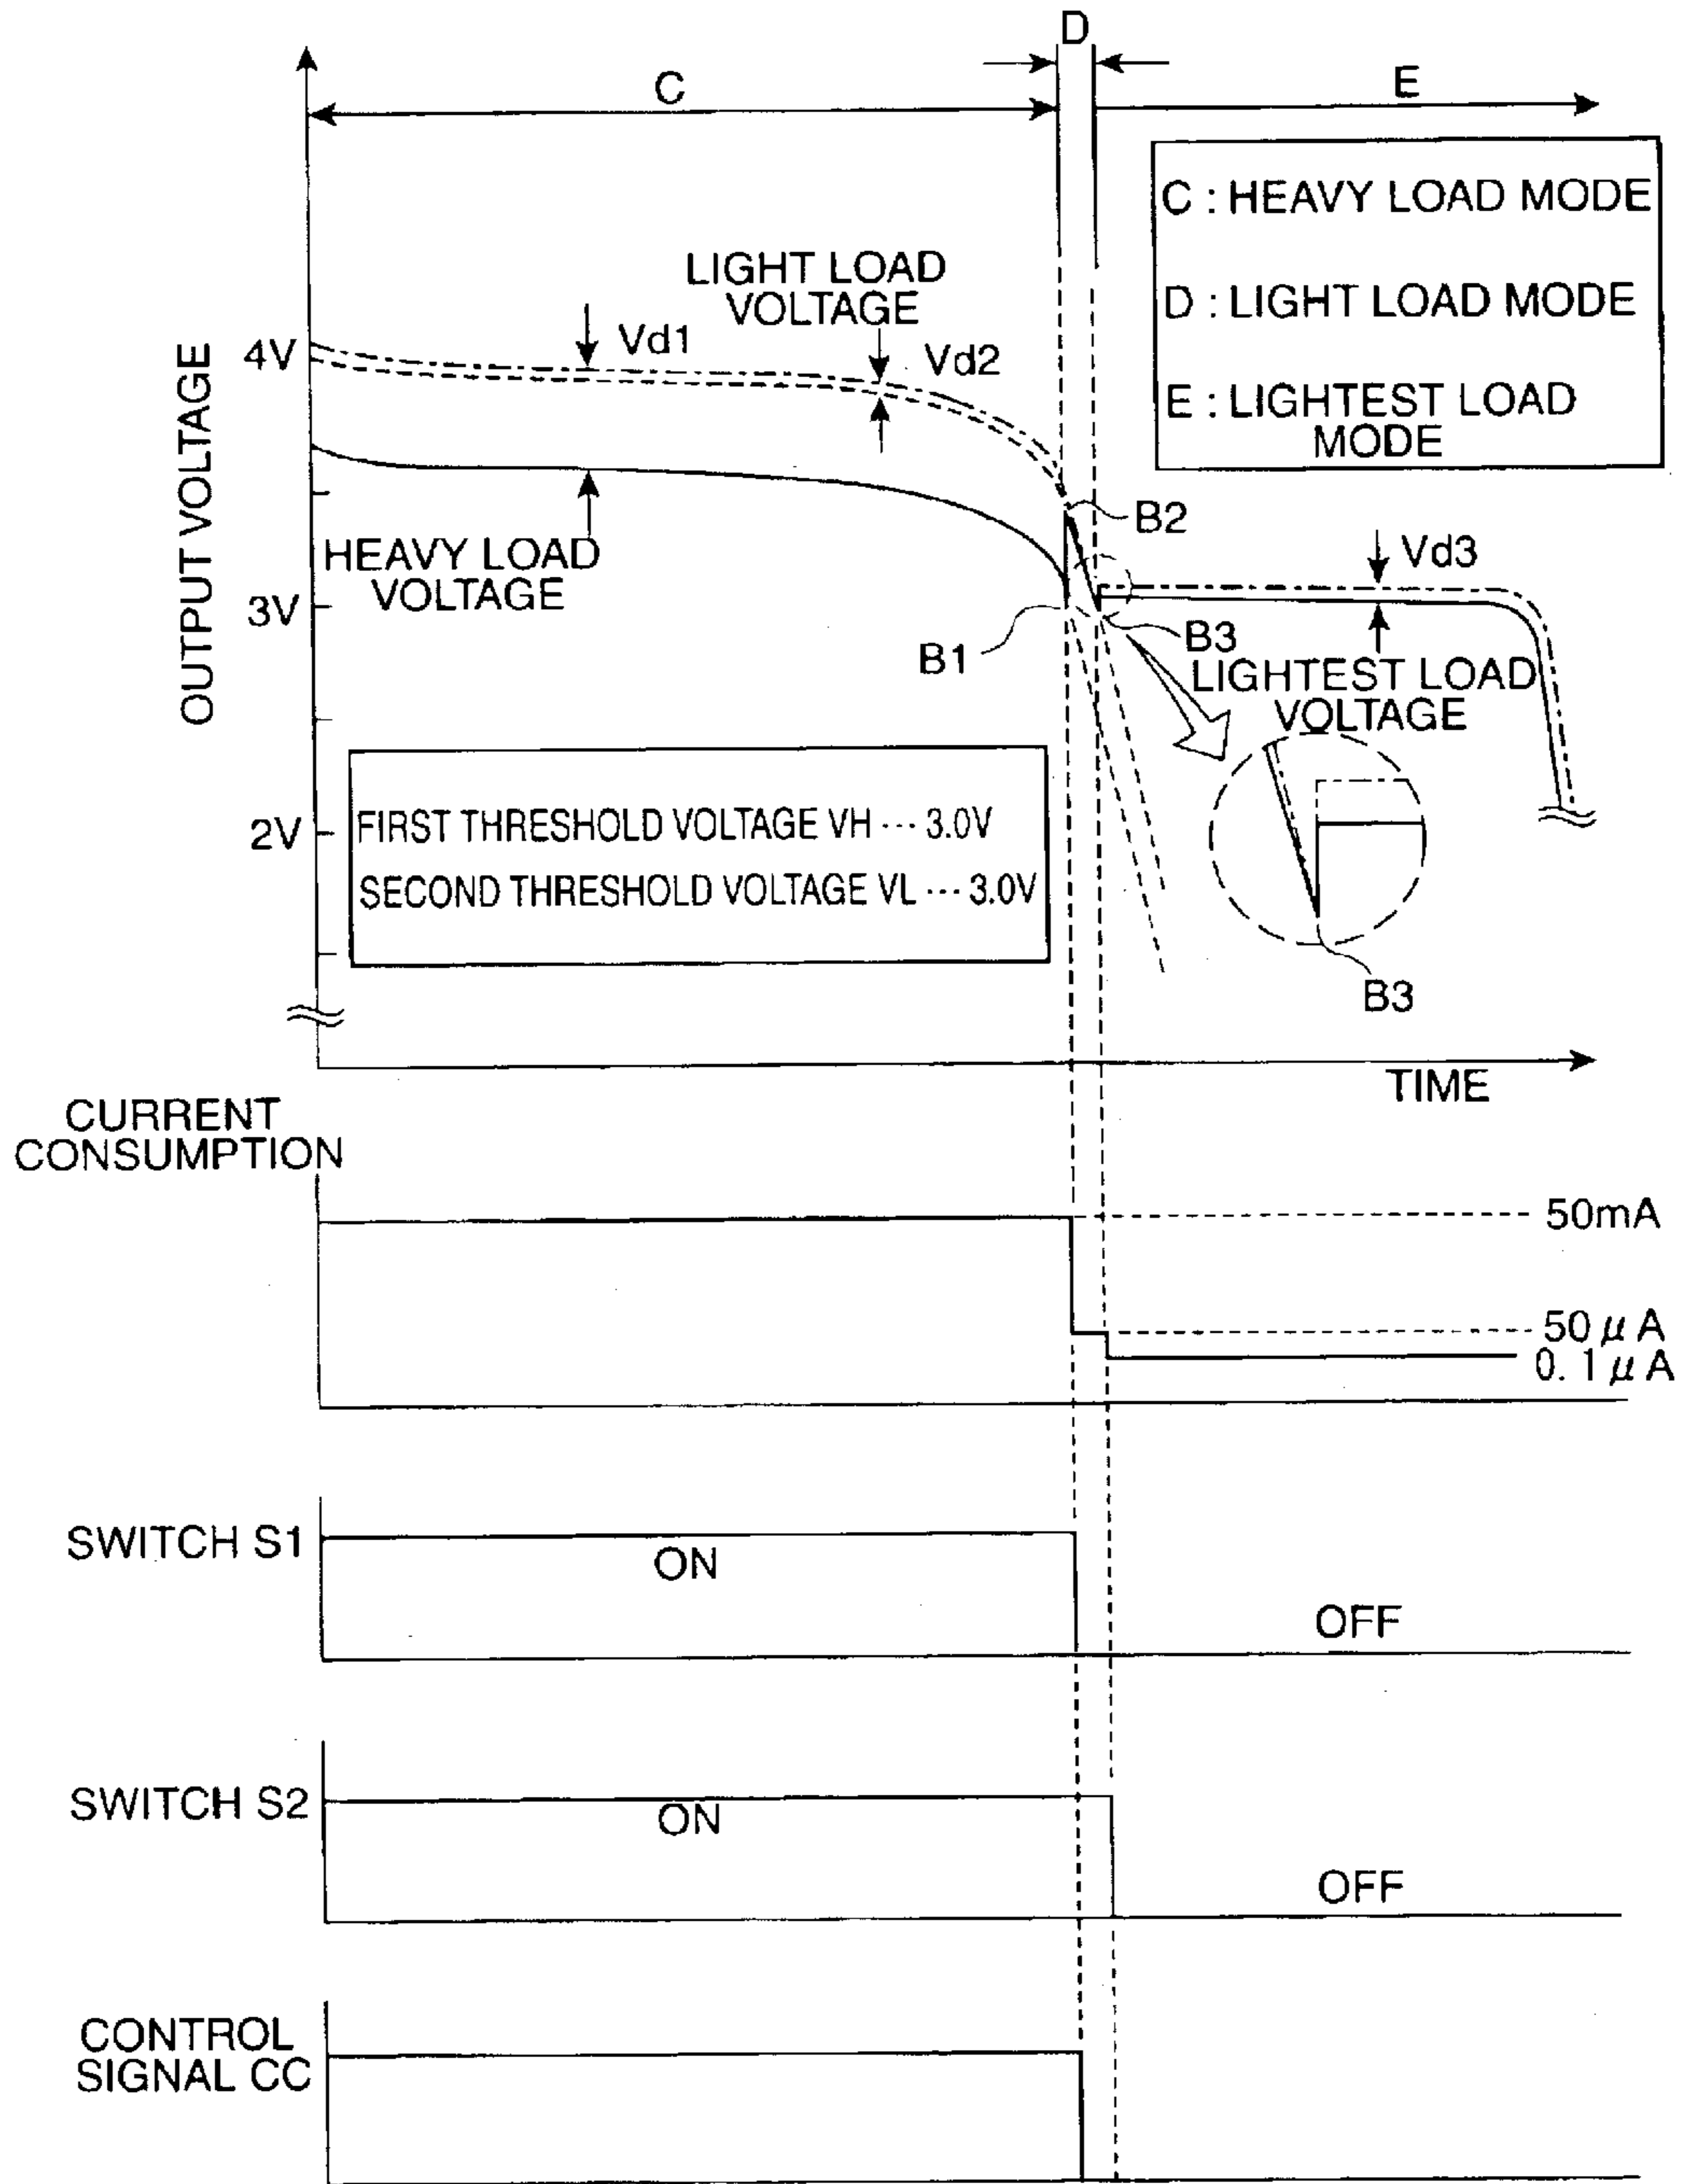 D
C
E
C : HEAVY LOAD MODE
D : LIGHT LOAD MODE
E : LIGHTEST LOAD
MODE
LIGHT LOAD
VOLTAGE
Vd1
Vd2
4V
OUTPUT VOLTAGE
HEAVY LOAD
VOLTAGE
B2
Vd3
3V
B1
B3
LIGHTEST LOAD
VOLTAGE
2V
FIRST THRESHOLD VOLTAGE VH ··· 3.0V
SECOND THRESHOLD VOLTAGE VL ··· 3.0V
B3
TIME
CURRENT
CONSUMPTION
50mA
50 μ A
0. 1 μ A
SWITCH S1
ON
OFF
SWITCH S2
ON
OFF
CONTROL
SIGNAL CC